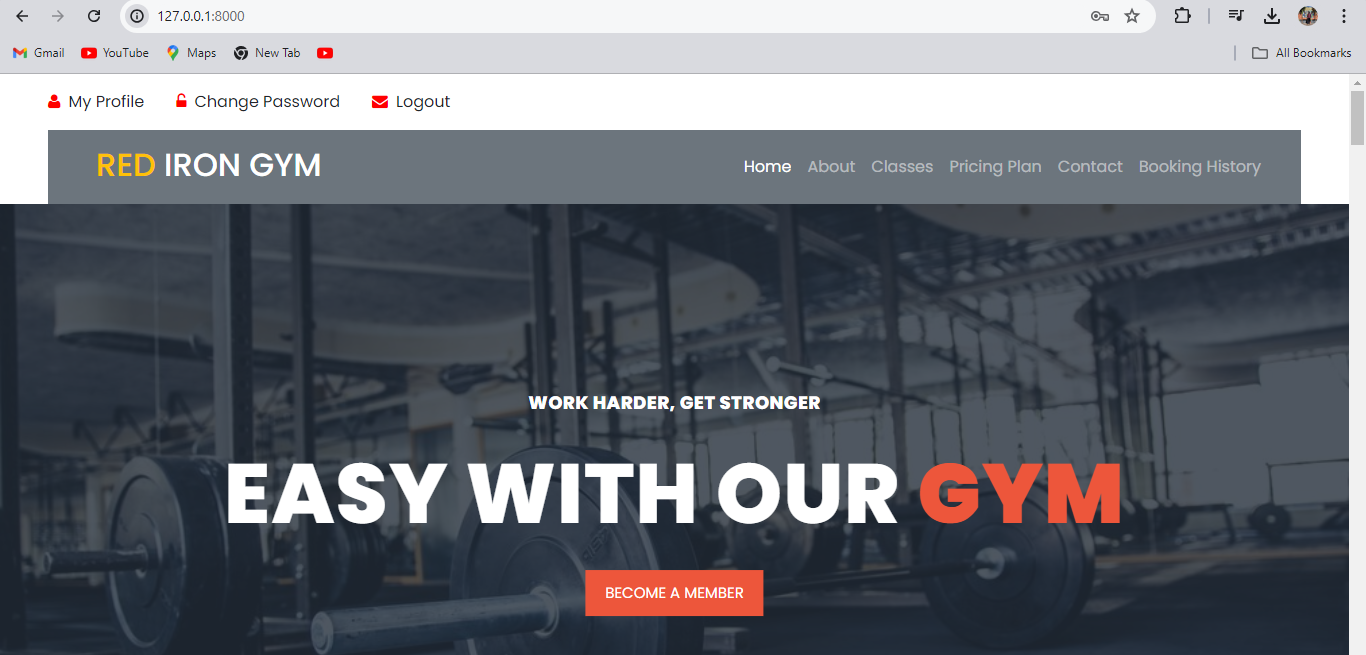 127.0.0.1:8000
Gmail YouTube Maps New Tab All Bookmarks
My Profile Change Password Logout
RED IRON GYM Home About Classes Pricing Plan Contact Booking History
WORK HARDER, GET STRONGER
EASY WITH OUR GYM
BECOME A MEMBER